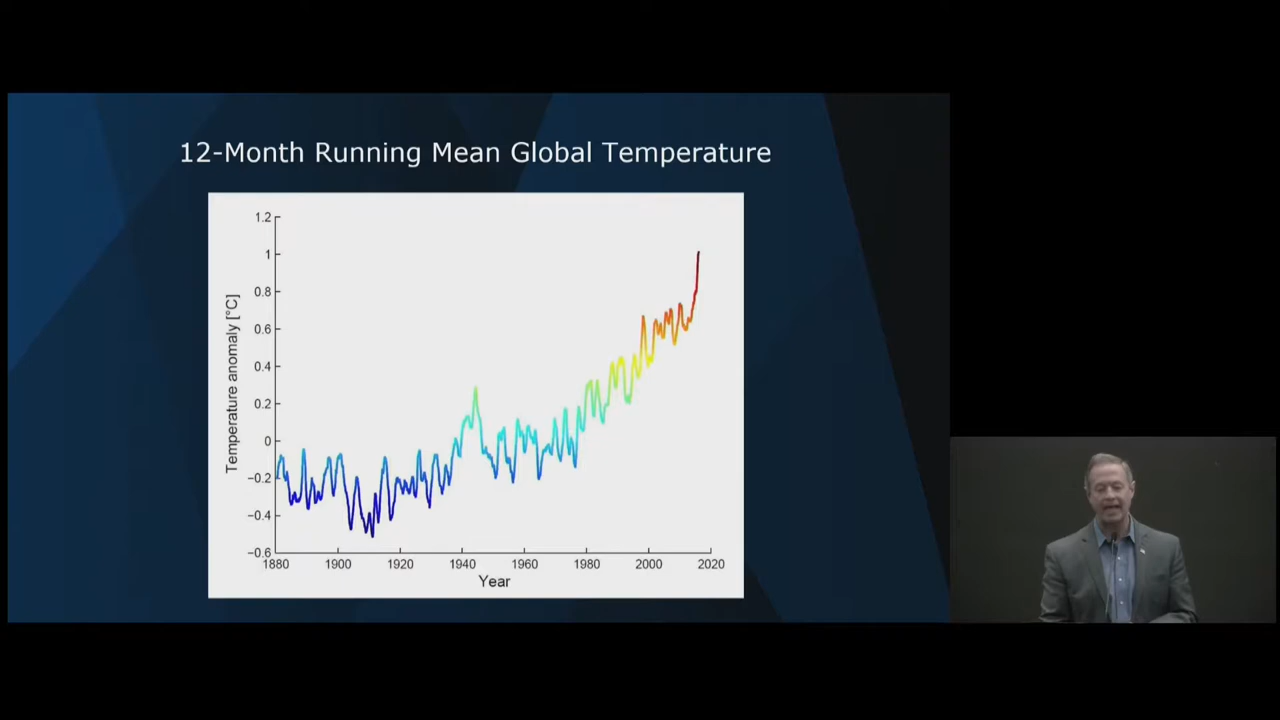 12-Month Running Mean Global Temperature
1.2
1
0.8
0.6
0.4
0.2
0
−0.2
−0.4
−0.6
Temperature anomaly [°C]
1880 1900 1920 1940 1960 1980 2000 2020
Year